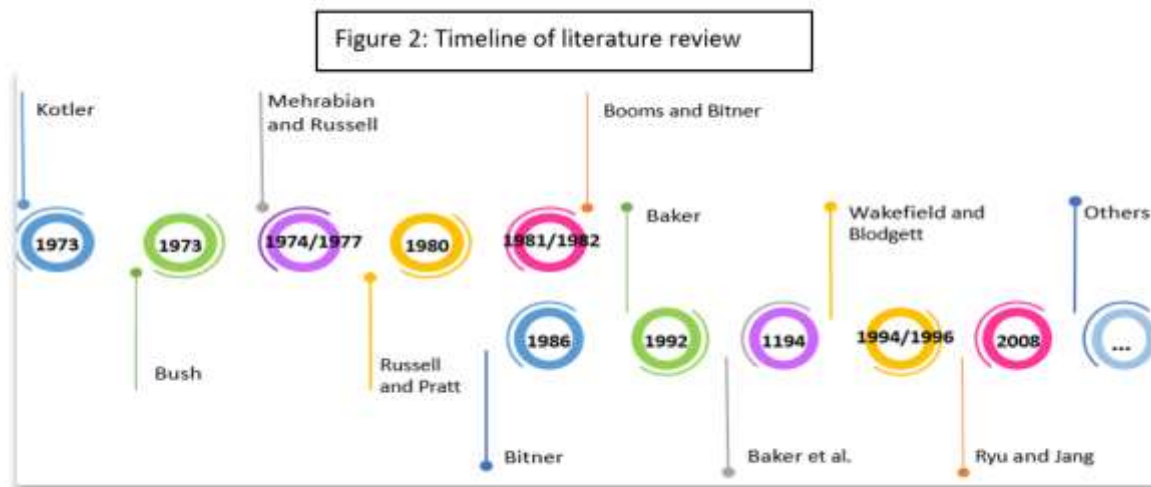 Figure 2: Timeline of literature review
Kotler
Mehrabian
and Russell
Booms and Bitner
1973
1973
1974/1977
1980
1981/1982
Bush
Russell
and Pratt
Baker
Wakefield and
Blodgett
Others
1986
1992
1194
1994/1996
2008
...
Bitner
Baker et al.
Ryu and Jang